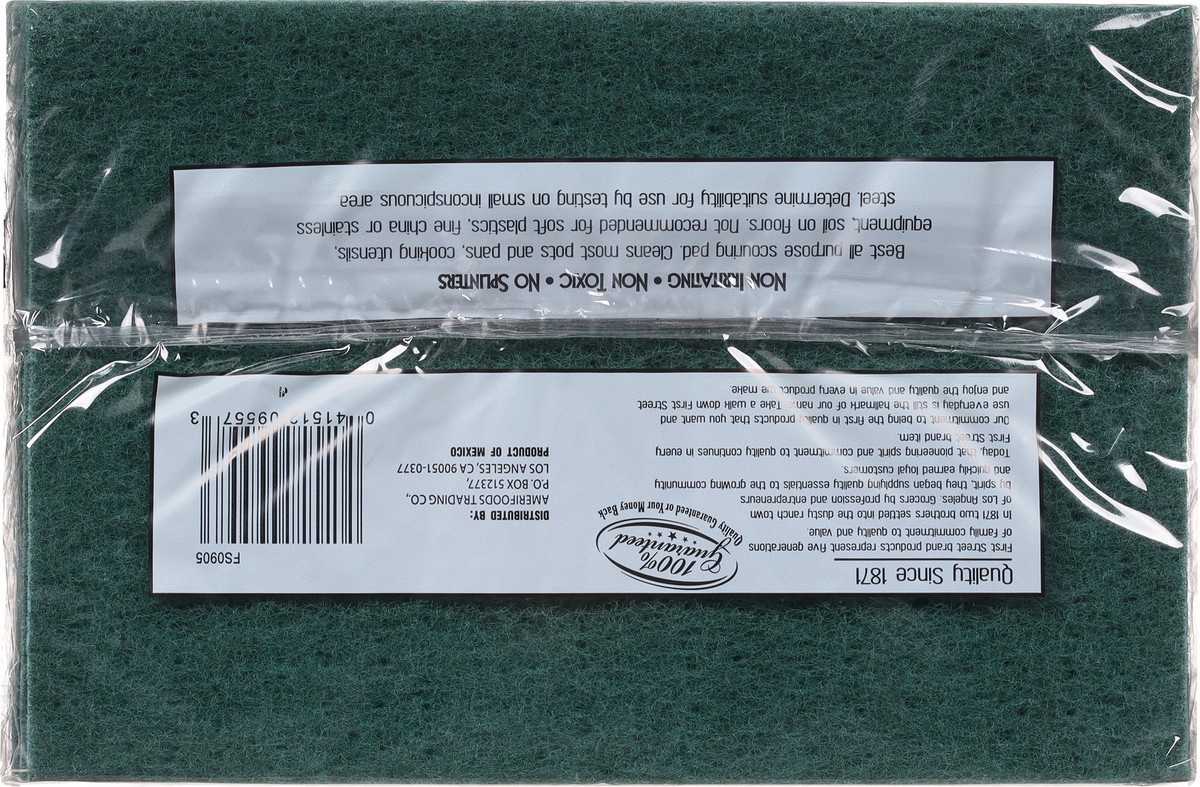 Quality Since 1871
First Street brand products represent five generations
of family commitment to quality and value.
In 1871 two brothers settled into the dusty ranch town
of Los Angeles. Grocers by profession and entrepreneurs
by spirit, they began supplying quality essentials to the growing community
and quickly earned loyal customers.
Today, that pioneering spirit and commitment to quality continues in every
First Street brand item.
Our commitment to being the first in quality products that you want and
use everyday is still the hallmark of our name. Take a walk down First Street
and enjoy the quality and value in every product we make.
100%
Guaranteed
Quality Guaranteed or Your Money Back
DISTRIBUTED BY:
AMERIFOODS TRADING CO.,
P.O. BOX 512377,
LOS ANGELES, CA 90051-0377
PRODUCT OF MEXICO
FS0905
0 41512 09557 3
NON IRRITATING • NON TOXIC • NO SPLINTERS
Best all purpose scouring pad. Cleans most pots and pans, cooking utensils,
equipment, soil on floors. Not recommended for soft plastics, fine china or stainless
steel. Determine suitability for use by testing on small inconspicuous area